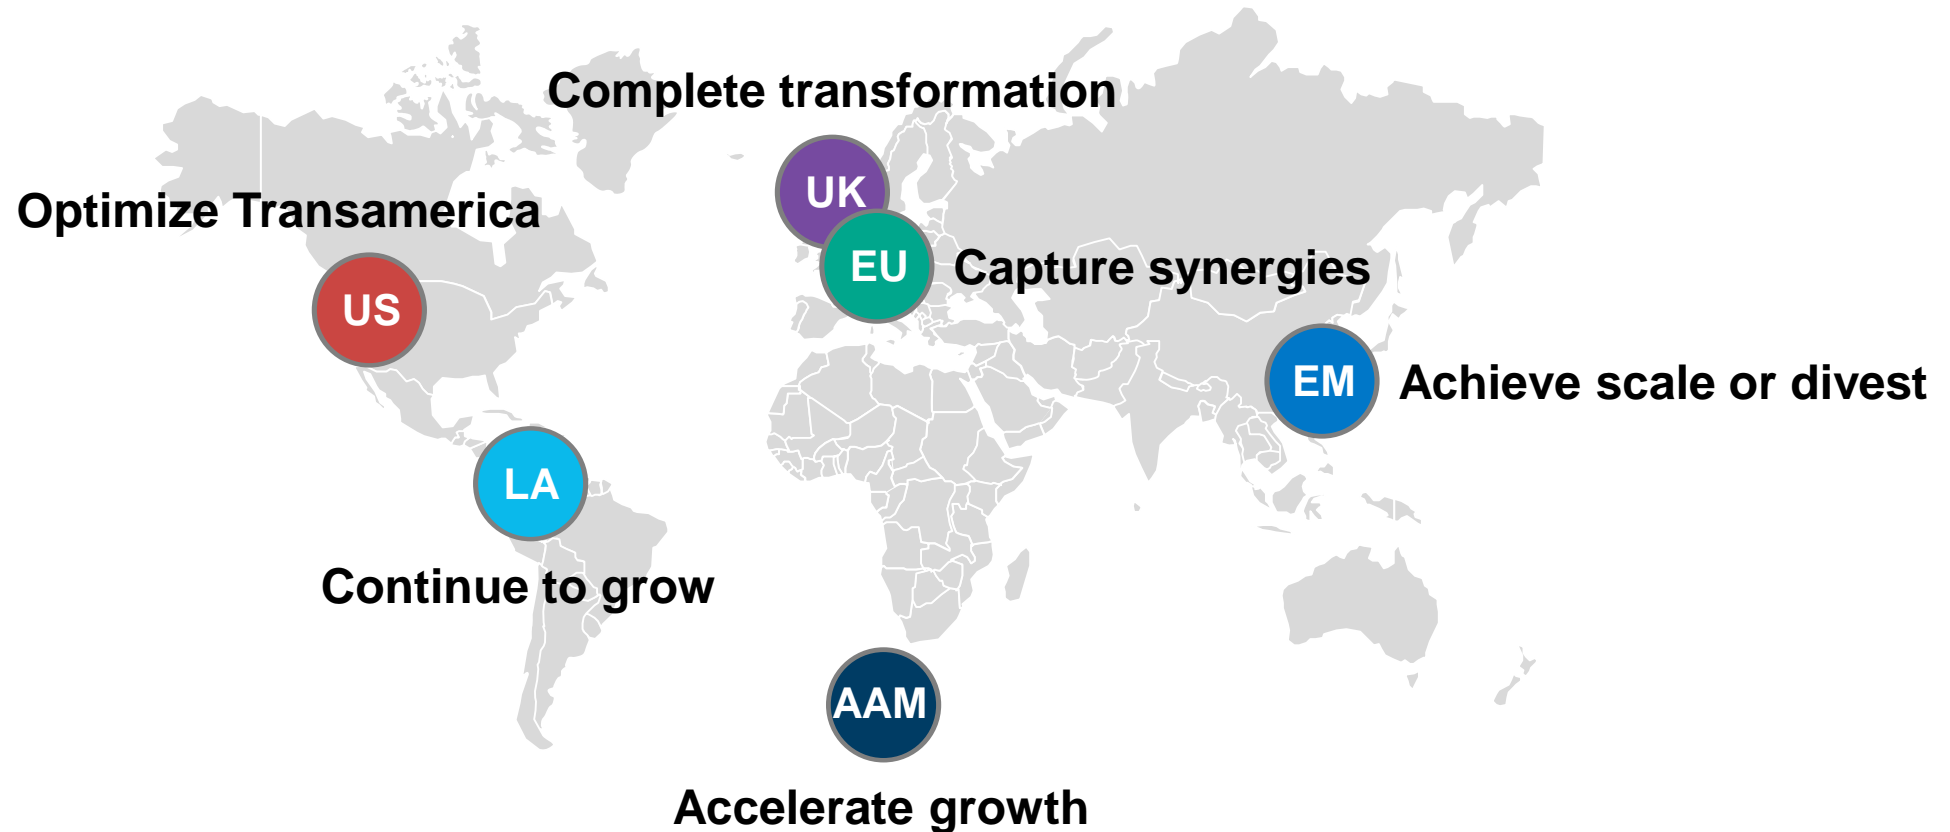 Complete transformation
UK
Optimize Transamerica
EU
Capture synergies
US
EM
Achieve scale or divest
LA
Continue to grow
AAM
Accelerate growth